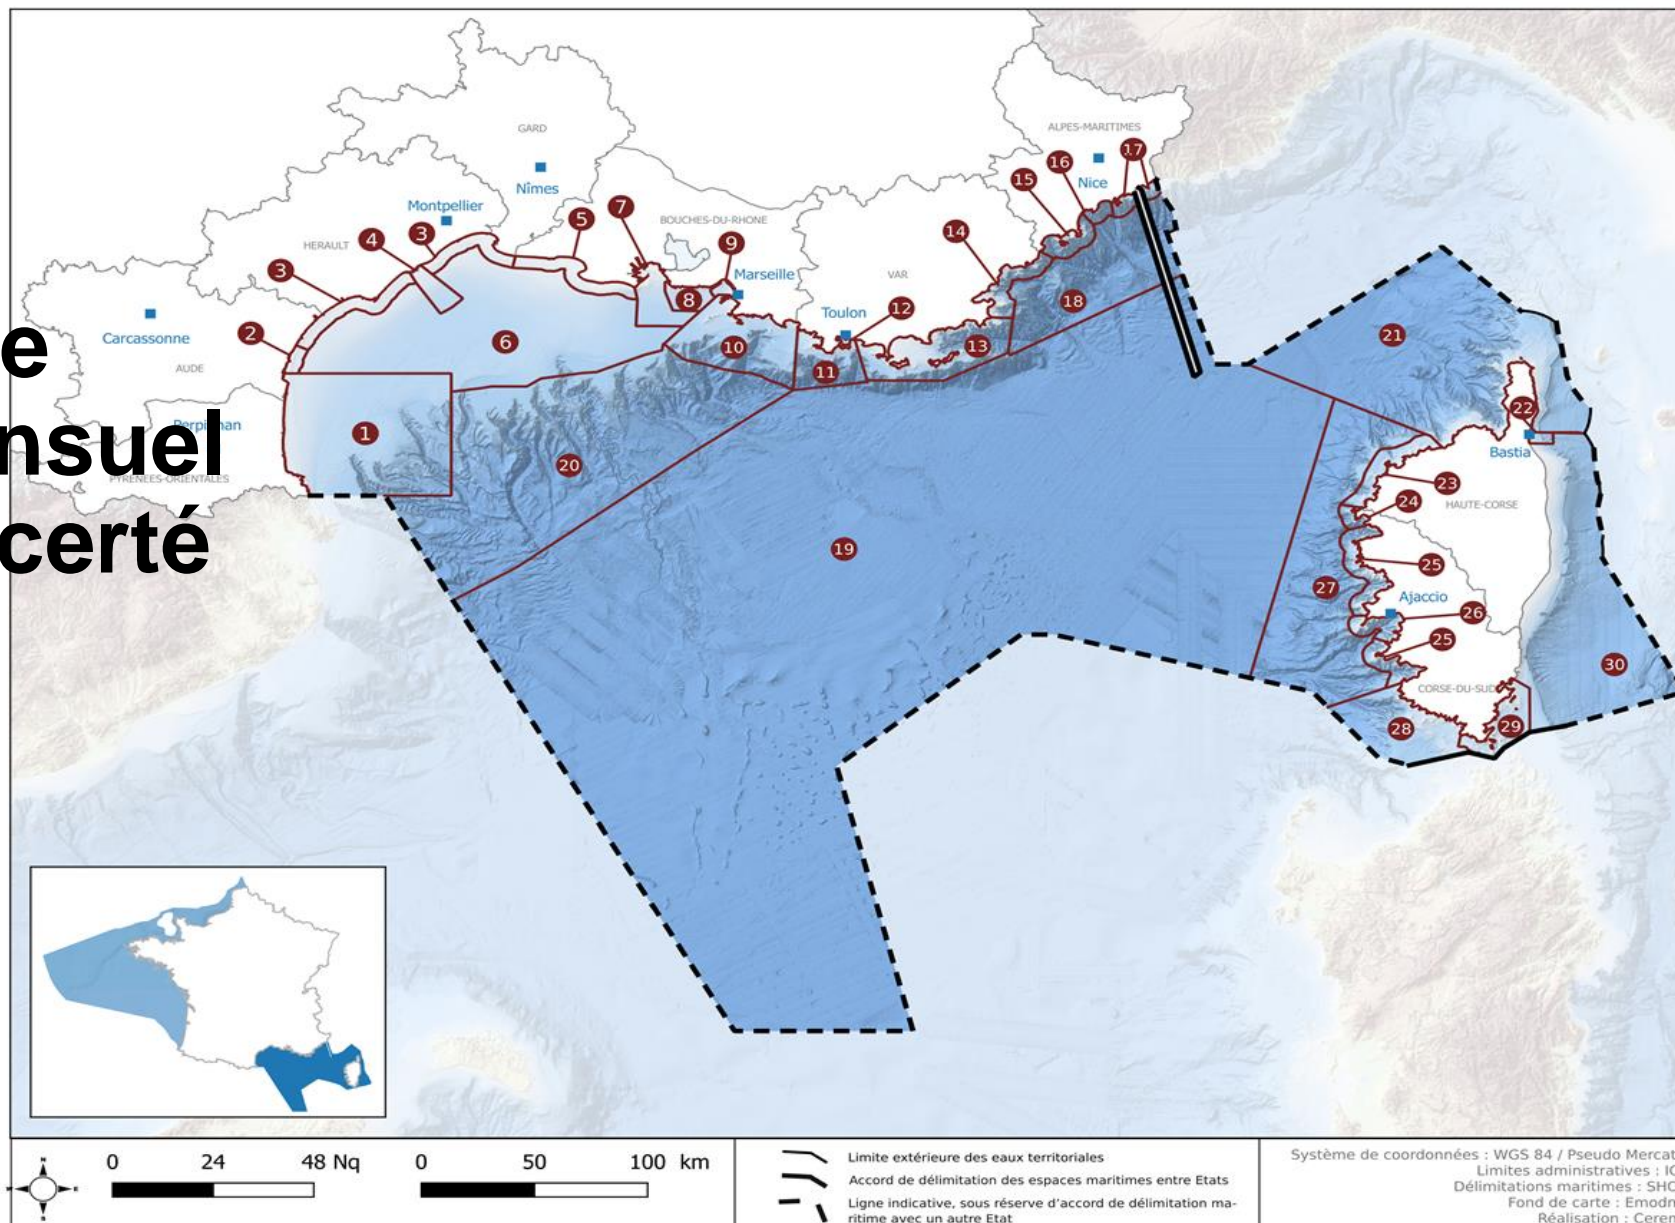 GARD
ALPES-MARITIMES
17
16
Nîmes
Nice
15
Montpellier
7
5
BOUCHES-DU-RHONE
3
4
HERAULT
9
14
3
Marseille
VAR
8
18
12
Toulon
Carcassonne
2
6
10
13
21
e
AUDE
11
22
nsuel
Perpignan
1
Bastia
20
23
PYRENEES-ORIENTALES
24
HAUTE-CORSE
certé
19
25
27
Ajaccio
26
25
30
CORSE-DU-SUD
28
29
0 24 48 Nq
0 50 100 km
Limite extérieure des eaux territoriales
Accord de délimitation des espaces maritimes entre Etats
Ligne indicative, sous réserve d'accord de délimitation ma-
ritime avec un autre Etat
Système de coordonnées : WGS 84 / Pseudo Mercat
Limites administratives : IG
Délimitations maritimes : SHO
Fond de carte : Emodn
Réalisation : Cerem